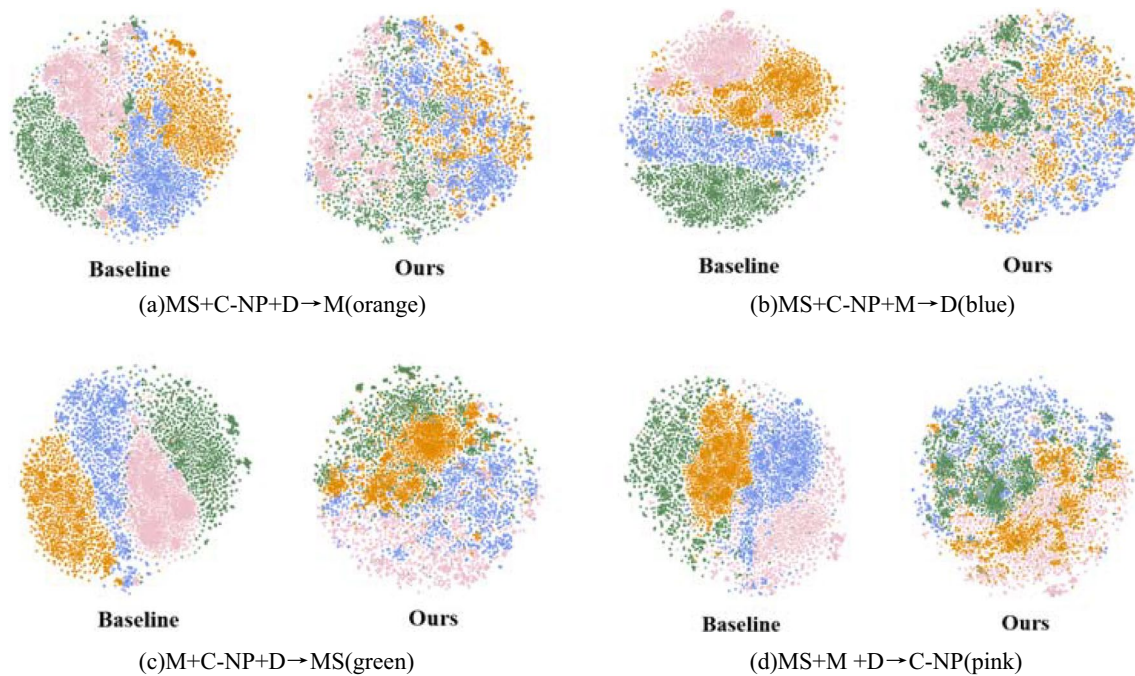 Baseline
Ours
Baseline
Ours
(a)MS+C-NP+D→M(orange)
(b)MS+C-NP+M→D(blue)
Baseline
Ours
Baseline
Ours
(c)M+C-NP+D→MS(green)
(d)MS+M +D→C-NP(pink)